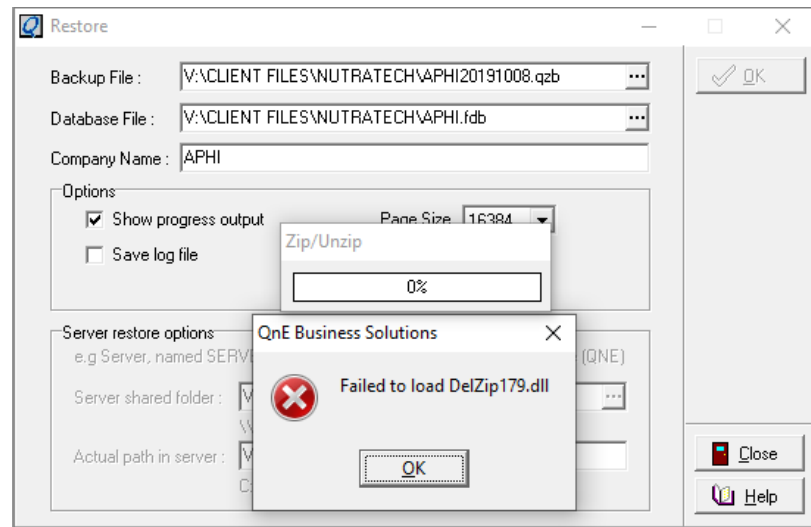 Restore
Backup File : V:\CLIENT FILES\NUTRATECH\APHI20191008.qzb ...
OK
Database File : V:\CLIENT FILES\NUTRATECH\APHI.fdb ...
Company Name : APHI
Options
Show progress output Page Size 16384
Save log file
Zip/Unzip
0%
Server restore options
e.g Server, named SERV (QNE)
QnE Business Solutions
Failed to load DelZip179.dll
OK
Server shared folder : ...
Actual path in server :
C:
Close
Help